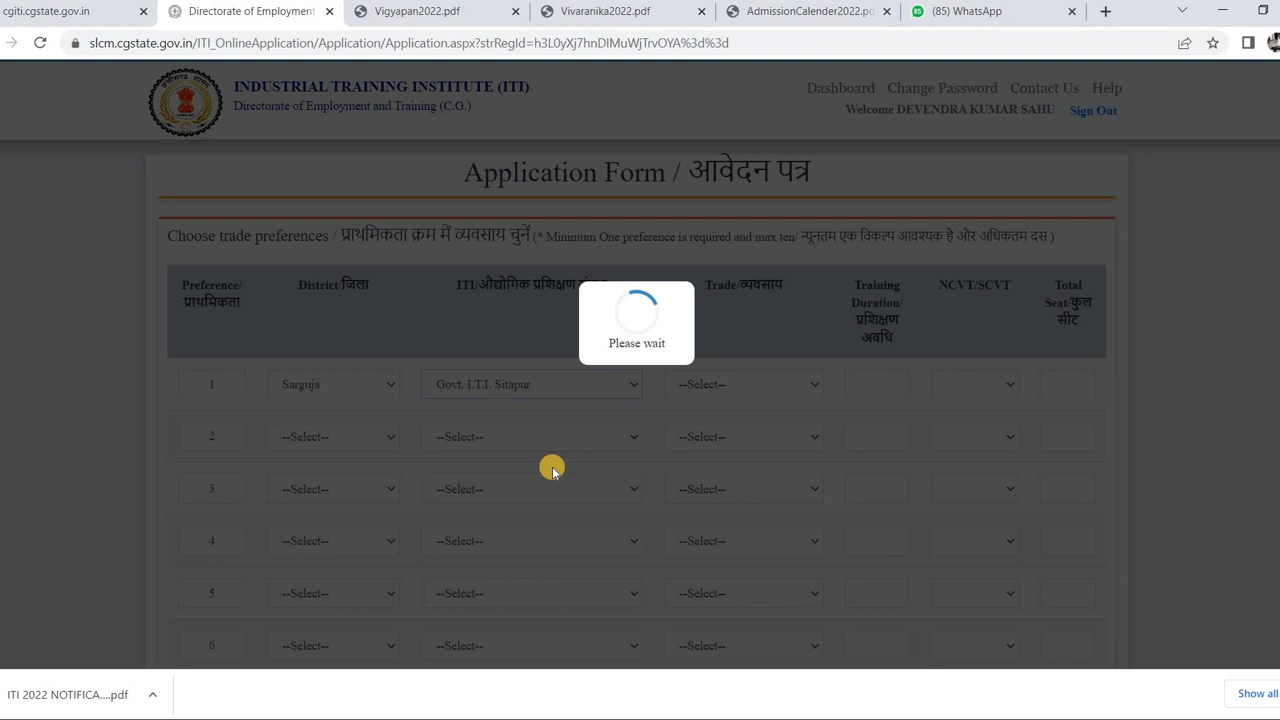 cgiti.cgstate.gov.in
Directorate of Employment
Vigyapan2022.pdf
Vivaranika2022.pdf
AdmissionCalender2022.pd
(85) WhatsApp
slcm.cgstate.gov.in/ITI_OnlineApplication/Application/Application.aspx?strRegId=h3L0yXJ7hnDlMuWjTrvOYA%3d%3d
INDUSTRIAL TRAINING INSTITUTE (ITI)
Directorate of Employment and Training (C.G.)
Dashboard Change Password Contact Us Help
Welcome DEVENDRA KUMAR SAHU Sign Out
Application Form / आवेदन पत्र
Choose trade preferences / प्राथमिकता क्रम में व्यवसाय चुनें (* Minimum One preference is required and max ten/ न्यूनतम एक विकल्प आवश्यक है और अधिकतम दस )
Preference/
प्राथमिकता
District/जिला
ITI/औद्योगिक प्रशिक्षण
Trade/व्यवसाय
Training
Duration/
प्रशिक्षण
अवधि
NCVT/SCVT
Total
Seat/कुल
सीट
Please wait
1 Sarguja Govt. I.T.I. Sitapur --Select--
2 --Select-- --Select-- --Select--
3 --Select-- --Select-- --Select--
4 --Select-- --Select-- --Select--
5 --Select-- --Select-- --Select--
6 --Select-- --Select-- --Select--
ITI 2022 NOTIFICA....pdf
Show all